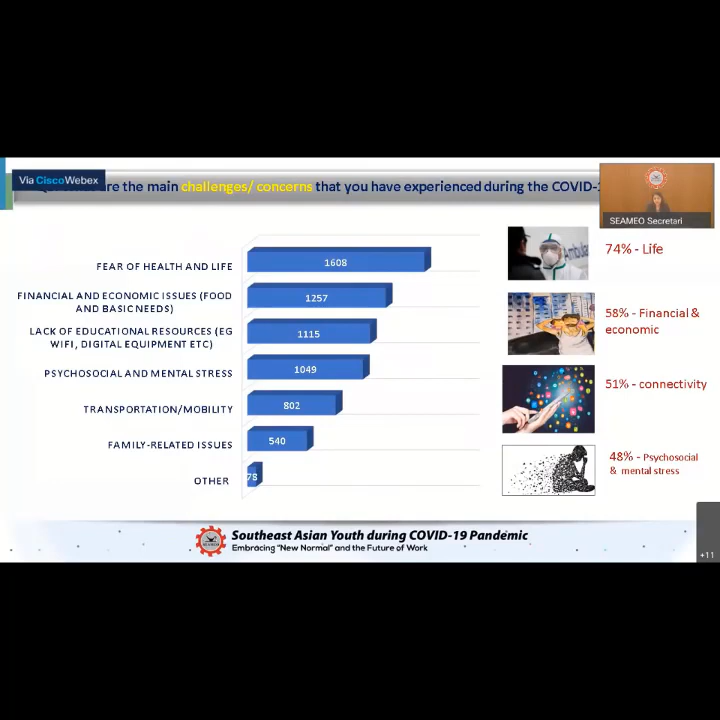 Via Cisco Webex
are the main challenges/ concerns that you have experienced during the COVID-1
SEAMEO Secretari
FEAR OF HEALTH AND LIFE
1608
74% - Life
FINANCIAL AND ECONOMIC ISSUES (FOOD
AND BASIC NEEDS)
1257
58% - Financial &
economic
LACK OF EDUCATIONAL RESOURCES (EG
WIFI, DIGITAL EQUIPMENT ETC)
1115
PSYCHOSOCIAL AND MENTAL STRESS
1049
51% - connectivity
TRANSPORTATION/MOBILITY
802
FAMILY-RELATED ISSUES
540
48% - Psychosocial
& mental stress
OTHER
78
Southeast Asian Youth during COVID-19 Pandemic
Embracing "New Normal" and the Future of Work
+11